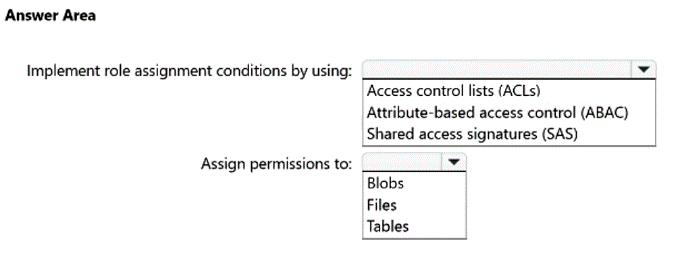 Answer Area
Implement role assignment conditions by using:
Access control lists (ACLs)
Attribute-based access control (ABAC)
Shared access signatures (SAS)
Assign permissions to:
Blobs
Files
Tables